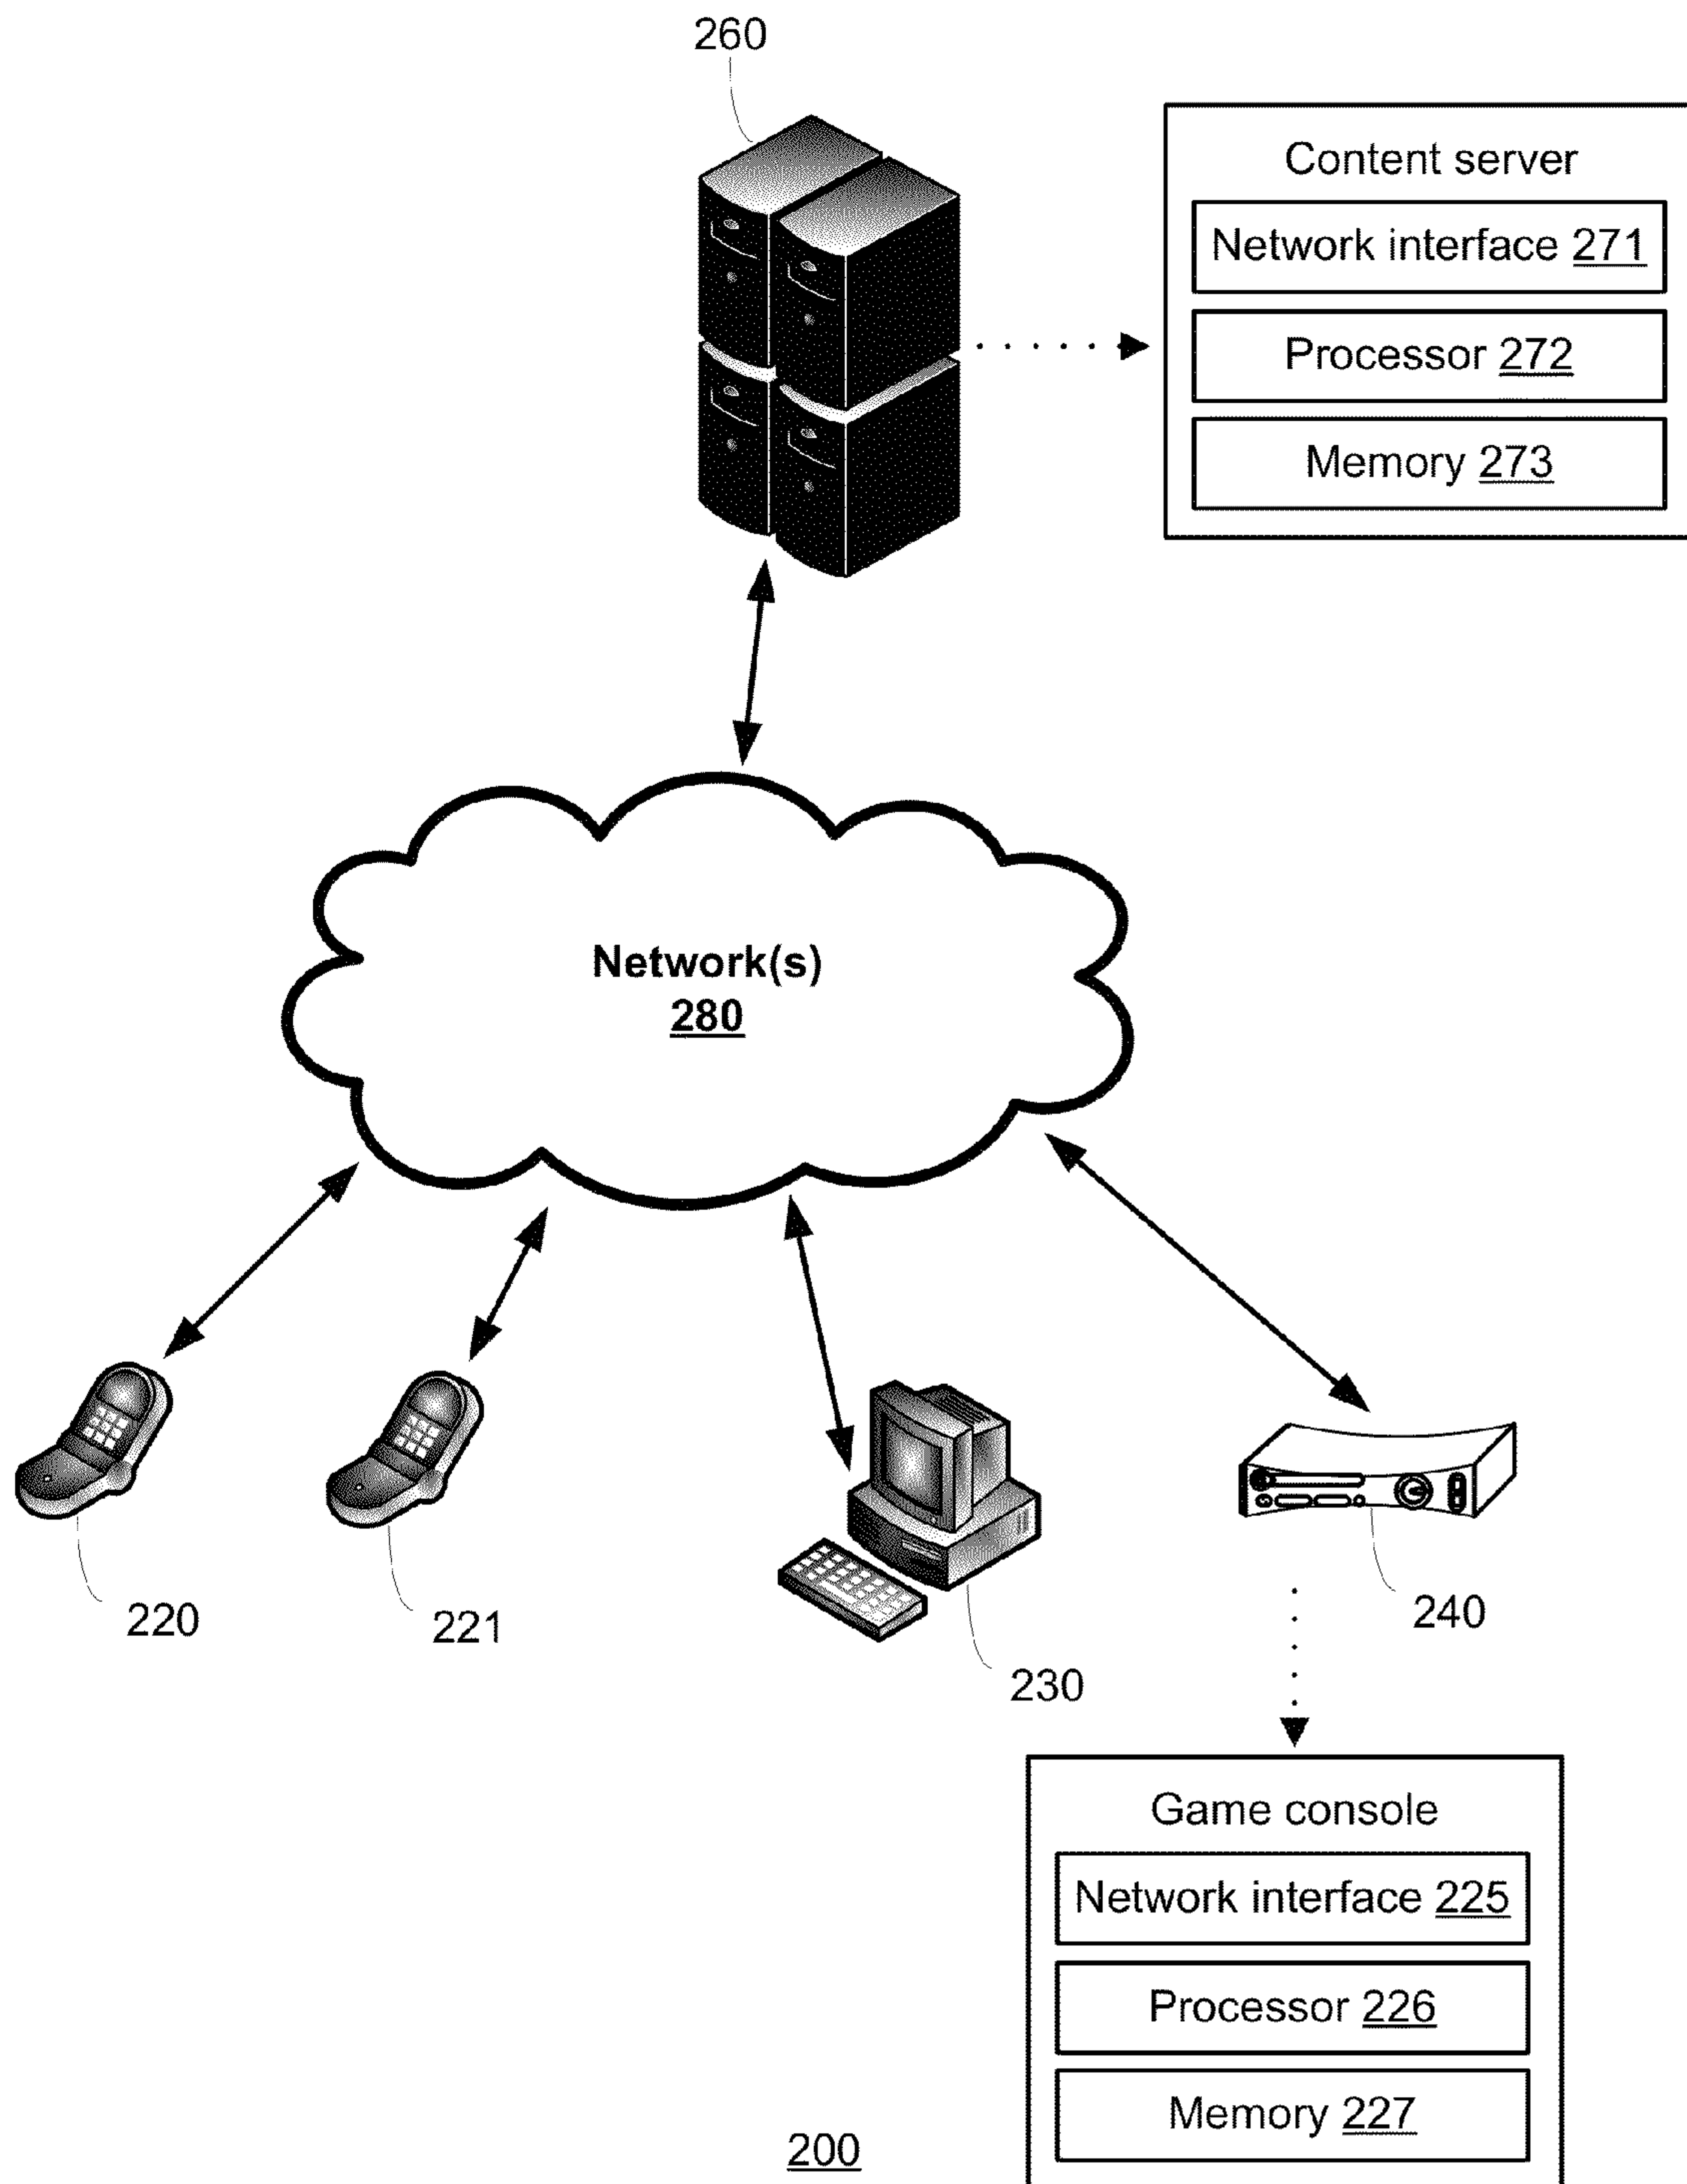 260
Content server
Network interface 271
Processor 272
Memory 273
Network(s)
280
220
221
230
240
Game console
Network interface 225
Processor 226
Memory 227
200